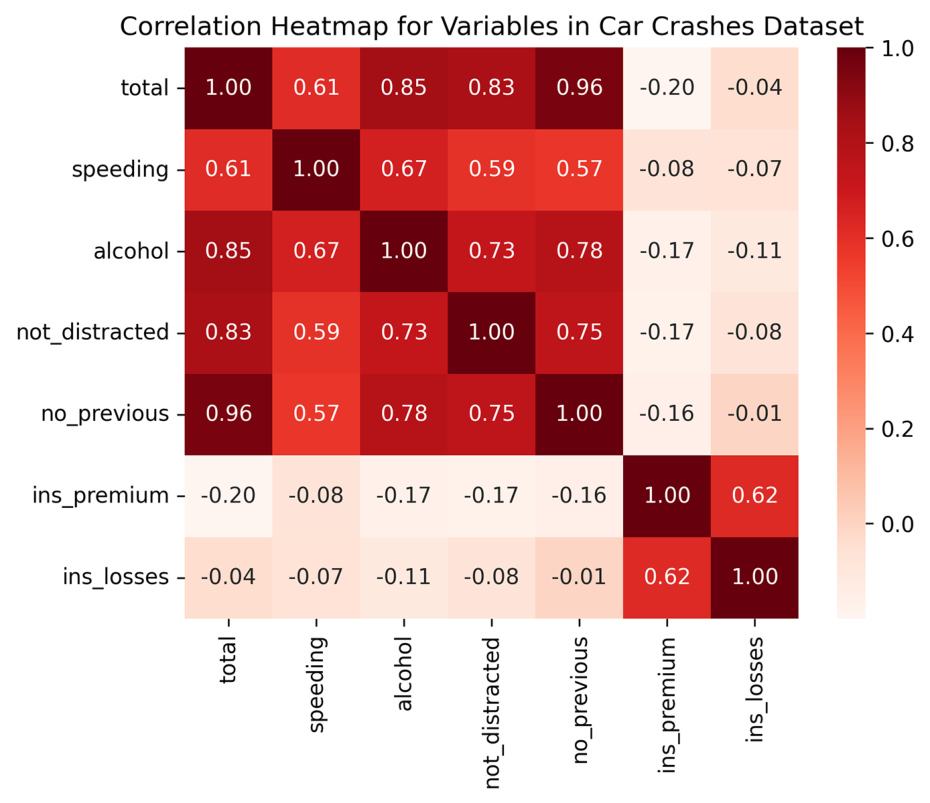 Correlation Heatmap for Variables in Car Crashes Dataset
total 1.00 0.61 0.85 0.83 0.96 -0.20 -0.04
speeding 0.61 1.00 0.67 0.59 0.57 -0.08 -0.07
alcohol 0.85 0.67 1.00 0.73 0.78 -0.17 -0.11
not_distracted 0.83 0.59 0.73 1.00 0.75 -0.17 -0.08
no_previous 0.96 0.57 0.78 0.75 1.00 -0.16 -0.01
ins_premium -0.20 -0.08 -0.17 -0.17 -0.16 1.00 0.62
ins_losses -0.04 -0.07 -0.11 -0.08 -0.01 0.62 1.00
total
speeding
alcohol
not_distracted
no_previous
ins_premium
ins_losses
1.0
0.8
0.6
0.4
0.2
0.0